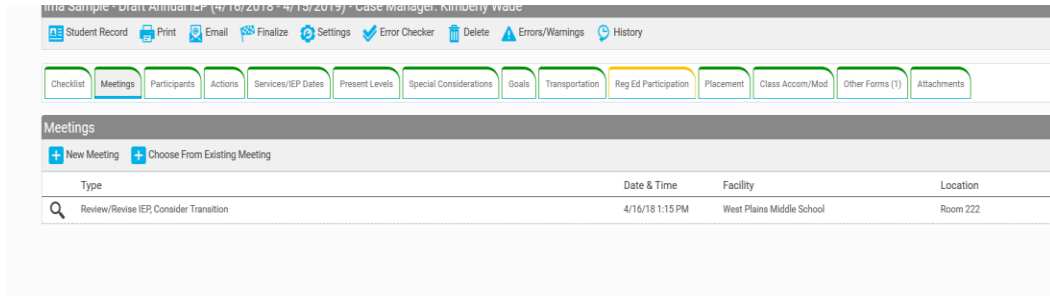 Ima Sample - Draft Annual IEP (4/16/2018 - 4/15/2019) - Case Manager: Kimberly Wade
Student Record Print Email Finalize Settings Error Checker Delete Errors/Warnings History
Checklist Meetings Participants Actions Services/IEP Dates Present Levels Special Considerations Goals Transportation Reg Ed Participation Placement Class Accom/Mod Other Forms (1) Attachments
Meetings
New Meeting Choose From Existing Meeting
Type Date & Time Facility Location
Review/Revise IEP, Consider Transition 4/16/18 1:15 PM West Plains Middle School Room 222